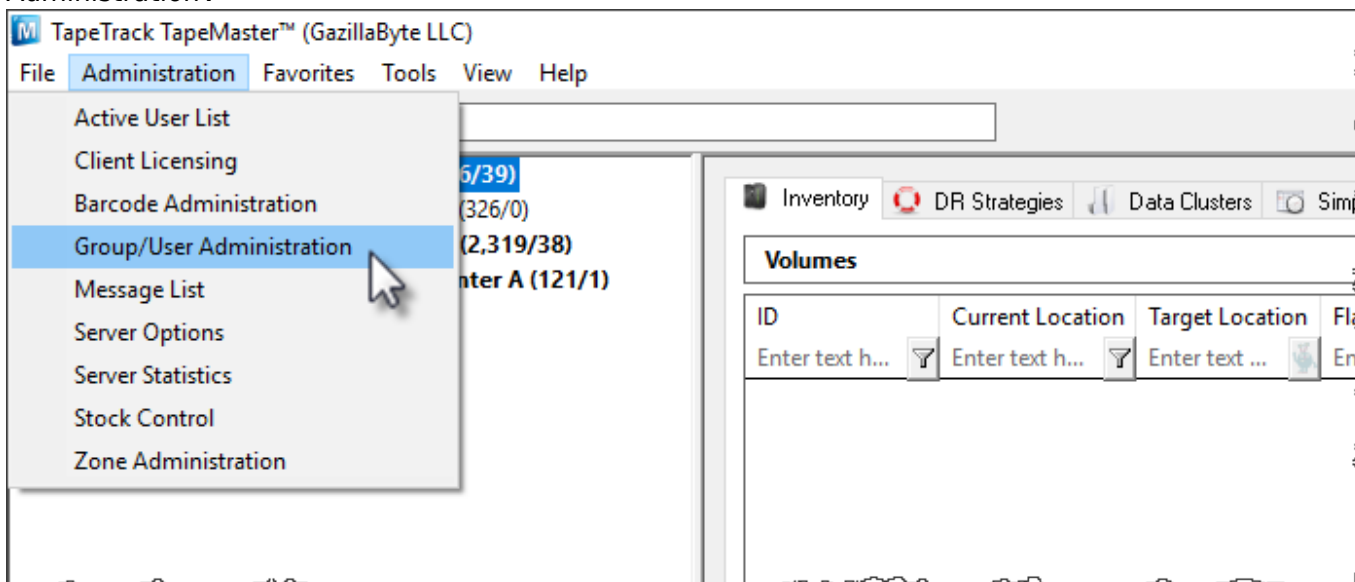 TapeTrack TapeMaster™ (GazillaByte LLC)
File Administration Favorites Tools View Help
Active User List
Client Licensing
Barcode Administration
Group/User Administration
Message List
Server Options
Server Statistics
Stock Control
Zone Administration
6/39)
(326/0)
(2,319/38)
nter A (121/1)
Inventory DR Strategies Data Clusters
Volumes
ID Current Location Target Location
Enter text h... Enter text h... Enter text ...